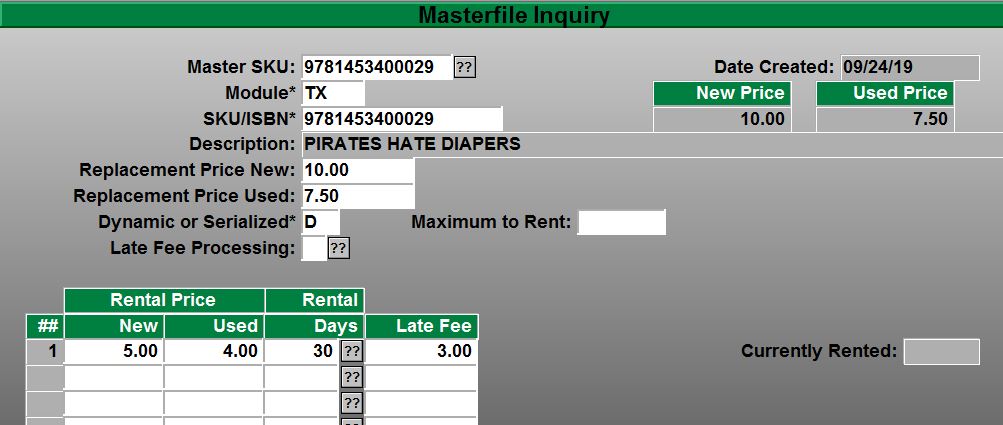 Masterfile Inquiry
Master SKU: 9781453400029 ?? Date Created: 09/24/19
Module* TX New Price Used Price
SKU/ISBN* 9781453400029 10.00 7.50
Description: PIRATES HATE DIAPERS
Replacement Price New: 10.00
Replacement Price Used: 7.50
Dynamic or Serialized* D Maximum to Rent:
Late Fee Processing: ??
Rental Price Rental
## New Used Days Late Fee
1 5.00 4.00 30 ?? 3.00 Currently Rented:
??
??